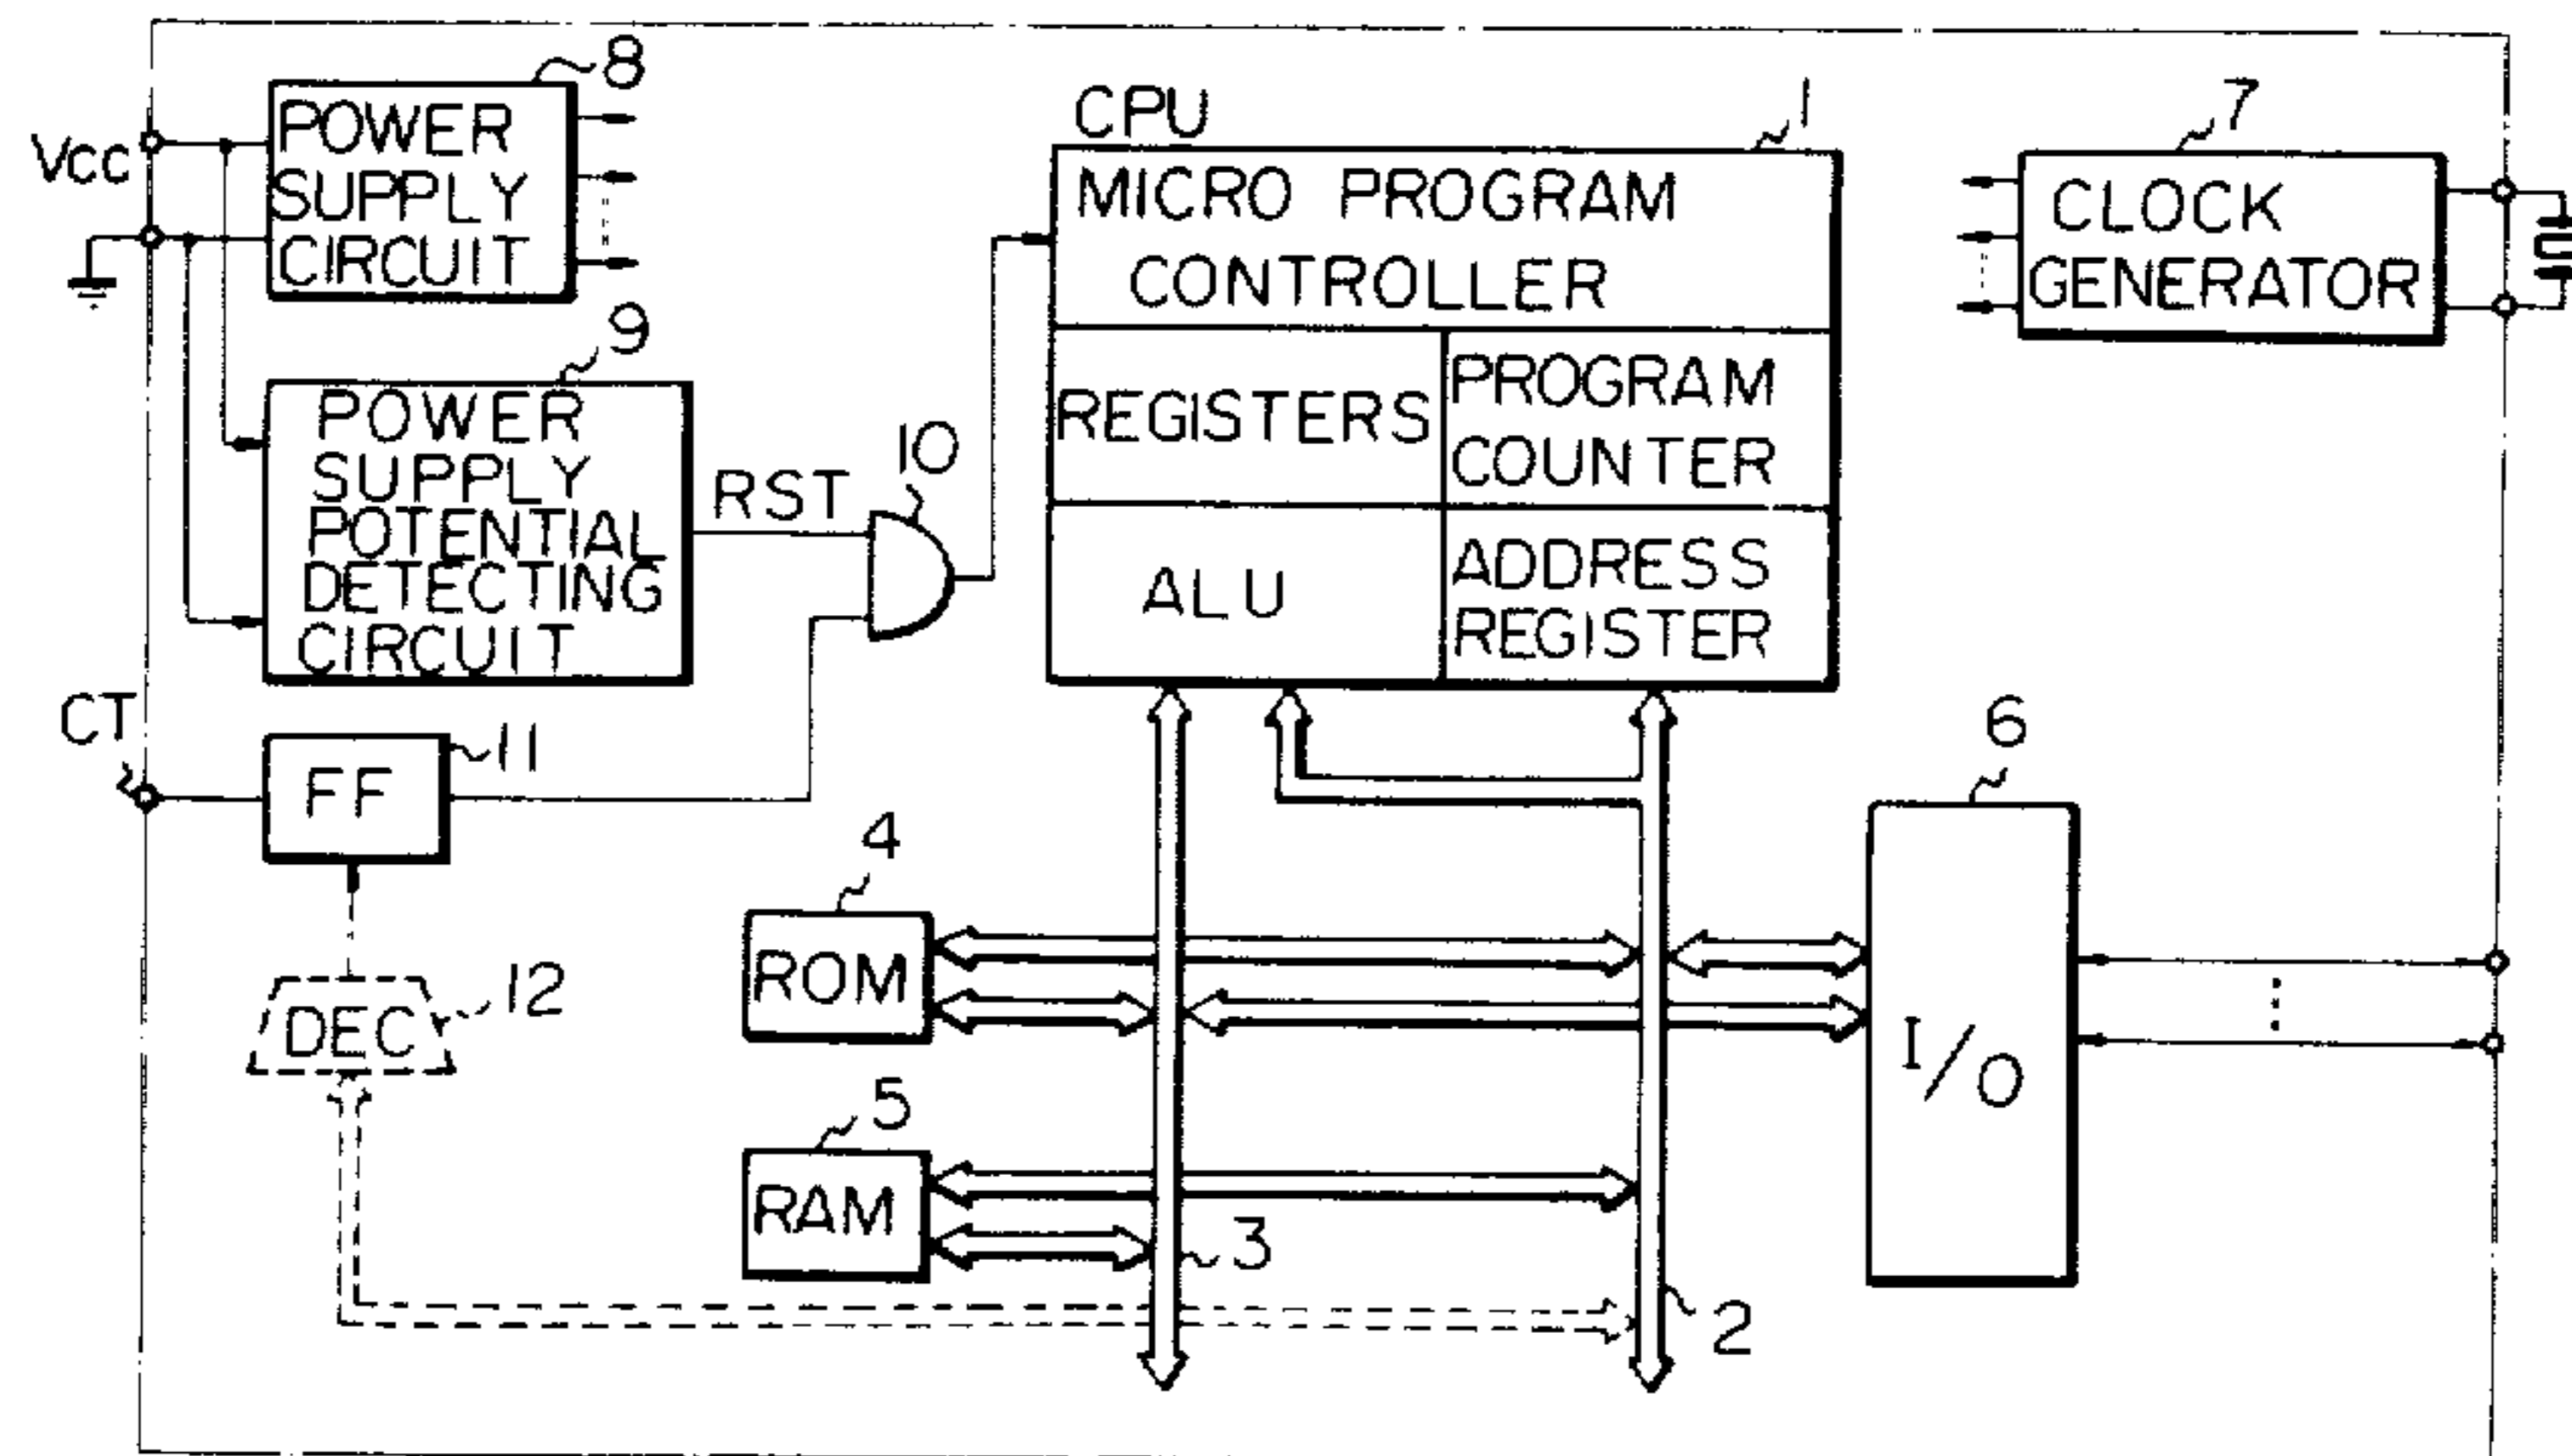 8
POWER
SUPPLY
CIRCUIT
Vcc
CPU
1
MICRO PROGRAM
CONTROLLER
REGISTERS
PROGRAM
COUNTER
ALU
ADDRESS
REGISTER
7
CLOCK
GENERATOR
9
POWER
SUPPLY
POTENTIAL
DETECTING
CIRCUIT
RST
10
CT
FF
11
4
ROM
6
I/O
DEC
12
5
RAM
3
2